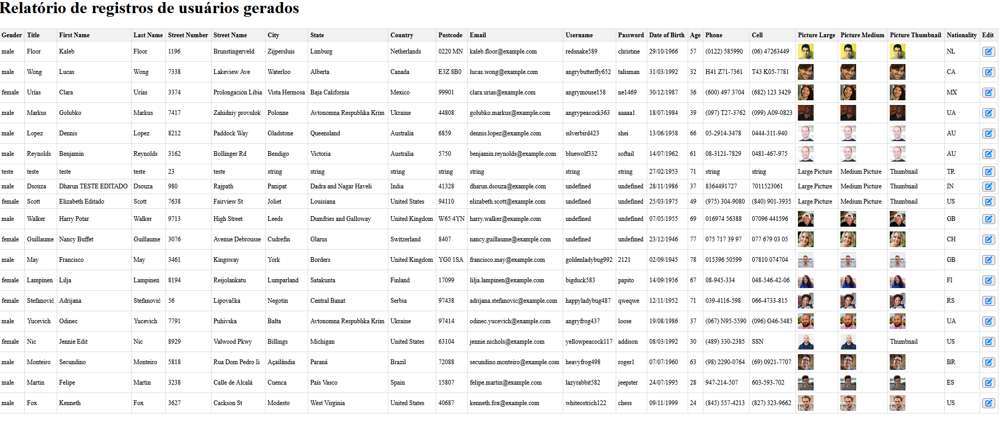 Relatório de registros de usuários gerados
Gender Title First Name Last Name Street Number Street Name City State Country Postcode Email Username Password Date of Birth Age Phone Cell Picture Large Picture Medium Picture Thumbnail Nationality Edit
male Floor Kaleb Floor 1196 Brunstingerveld Zijpersluis Limburg Netherlands 0220 MN kaleb.floor@example.com redsnake589 christine 29/10/1966 57 (0122) 585990 (06) 47263449 NL
male Wong Lucas Wong 7338 Lakeview Ave Waterloo Alberta Canada E3Z 8B0 lucas.wong@example.com angrybutterfly652 talisman 31/03/1992 32 H41 Z71-7361 T43 K05-7781 CA
female Urías Clara Urías 3374 Prolongación Libia Vista Hermosa Baja California Mexico 99901 clara.urias@example.com angrymouse158 ne1469 30/12/1987 36 (600) 497 3704 (682) 123 3429 MX
male Markus Golubko Markus 7417 Zahidniy provulok Polonne Avtonomna Respublika Krim Ukraine 44808 golubko.markus@example.com angrypeacock363 aaaaa1 18/07/1984 39 (097) T27-3762 (099) A09-0823 UA
male Lopez Dennis Lopez 8212 Paddock Way Gladstone Queensland Australia 6859 dennis.lopez@example.com silverbird423 shei 13/06/1958 66 05-2914-3478 0444-311-940 AU
male Reynolds Benjamin Reynolds 3162 Bollinger Rd Bendigo Victoria Australia 5750 benjamin.reynolds@example.com bluewolf332 softail 14/07/1962 61 08-3121-7829 0481-467-975 AU
teste teste teste teste 23 teste string string string string string string string 27/02/1953 71 string string Large Picture Medium Picture Thumbnail TR
male Dsouza Dharun TESTE EDITADO Dsouza 980 Rajpath Panipat Dadra and Nagar Haveli India 41328 dharun.dsouza@example.com undefined undefined 28/11/1986 37 8364491727 7011523061 Large Picture Medium Picture Thumbnail IN
female Scott Elizabeth Editado Scott 7638 Fairview St Joliet Louisiana United States 94110 elizabeth.scott@example.com undefined undefined 25/03/1975 49 (975) 304-9080 (840) 901-3935 Large Picture Medium Picture Thumbnail US
male Walker Harry Potar Walker 9713 High Street Leeds Dumfries and Galloway United Kingdom W65 4YN harry.walker@example.com undefined undefined 07/05/1955 69 016974 56388 07096 441596 GB
female Guillaume Nancy Buffet Guillaume 3076 Avenue Debrousse Cudrefin Glarus Switzerland 8407 nancy.guillaume@example.com undefined undefined 23/12/1946 77 075 717 39 97 077 679 03 05 CH
male May Francisco May 3461 Kingsway York Borders United Kingdom YG0 1SA francisco.may@example.com goldenladybug992 2121 02/09/1945 78 015396 50599 07810 074704 GB
female Lampinen Lilja Lampinen 8194 Reijolankatu Lumparland Satakunta Finland 17099 lilja.lampinen@example.com bigduck583 papito 14/09/1956 67 08-945-334 048-546-42-06 FI
female Stefanović Adrijana Stefanović 56 Lipovačka Negotin Central Banat Serbia 97438 adrijana.stefanovic@example.com happyladybug487 qweqwe 12/11/1952 71 039-4116-598 066-4733-815 RS
male Yucevich Odinec Yucevich 7791 Puhivska Balta Avtonomna Respublika Krim Ukraine 97414 odinec.yucevich@example.com angryfrog437 loose 19/08/1986 37 (067) N95-5590 (096) G46-5485 UA
female Nic Jennie Edit Nic 8929 Valwood Pkwy Billings Michigan United States 63104 jennie.nichols@example.com yellowpeacock117 addison 08/03/1992 30 (489) 330-2385 SSN Thumbnail US
male Monteiro Secundino Monteiro 5818 Rua Dom Pedro Ii Açailândia Paraná Brazil 72088 secundino.monteiro@example.com heavyfrog498 roger1 07/07/1960 63 (98) 2290-0764 (69) 0921-7707 BR
male Martin Felipe Martin 3238 Calle de Alcalá Cuenca País Vasco Spain 15807 felipe.martin@example.com lazyrabbit582 jeepster 24/07/1995 28 947-214-507 603-593-702 ES
male Fox Kenneth Fox 3627 Cackson St Modesto West Virginia United States 40687 kenneth.fox@example.com whiteostrich122 chess 09/11/1999 24 (845) 557-4213 (827) 323-9662 US